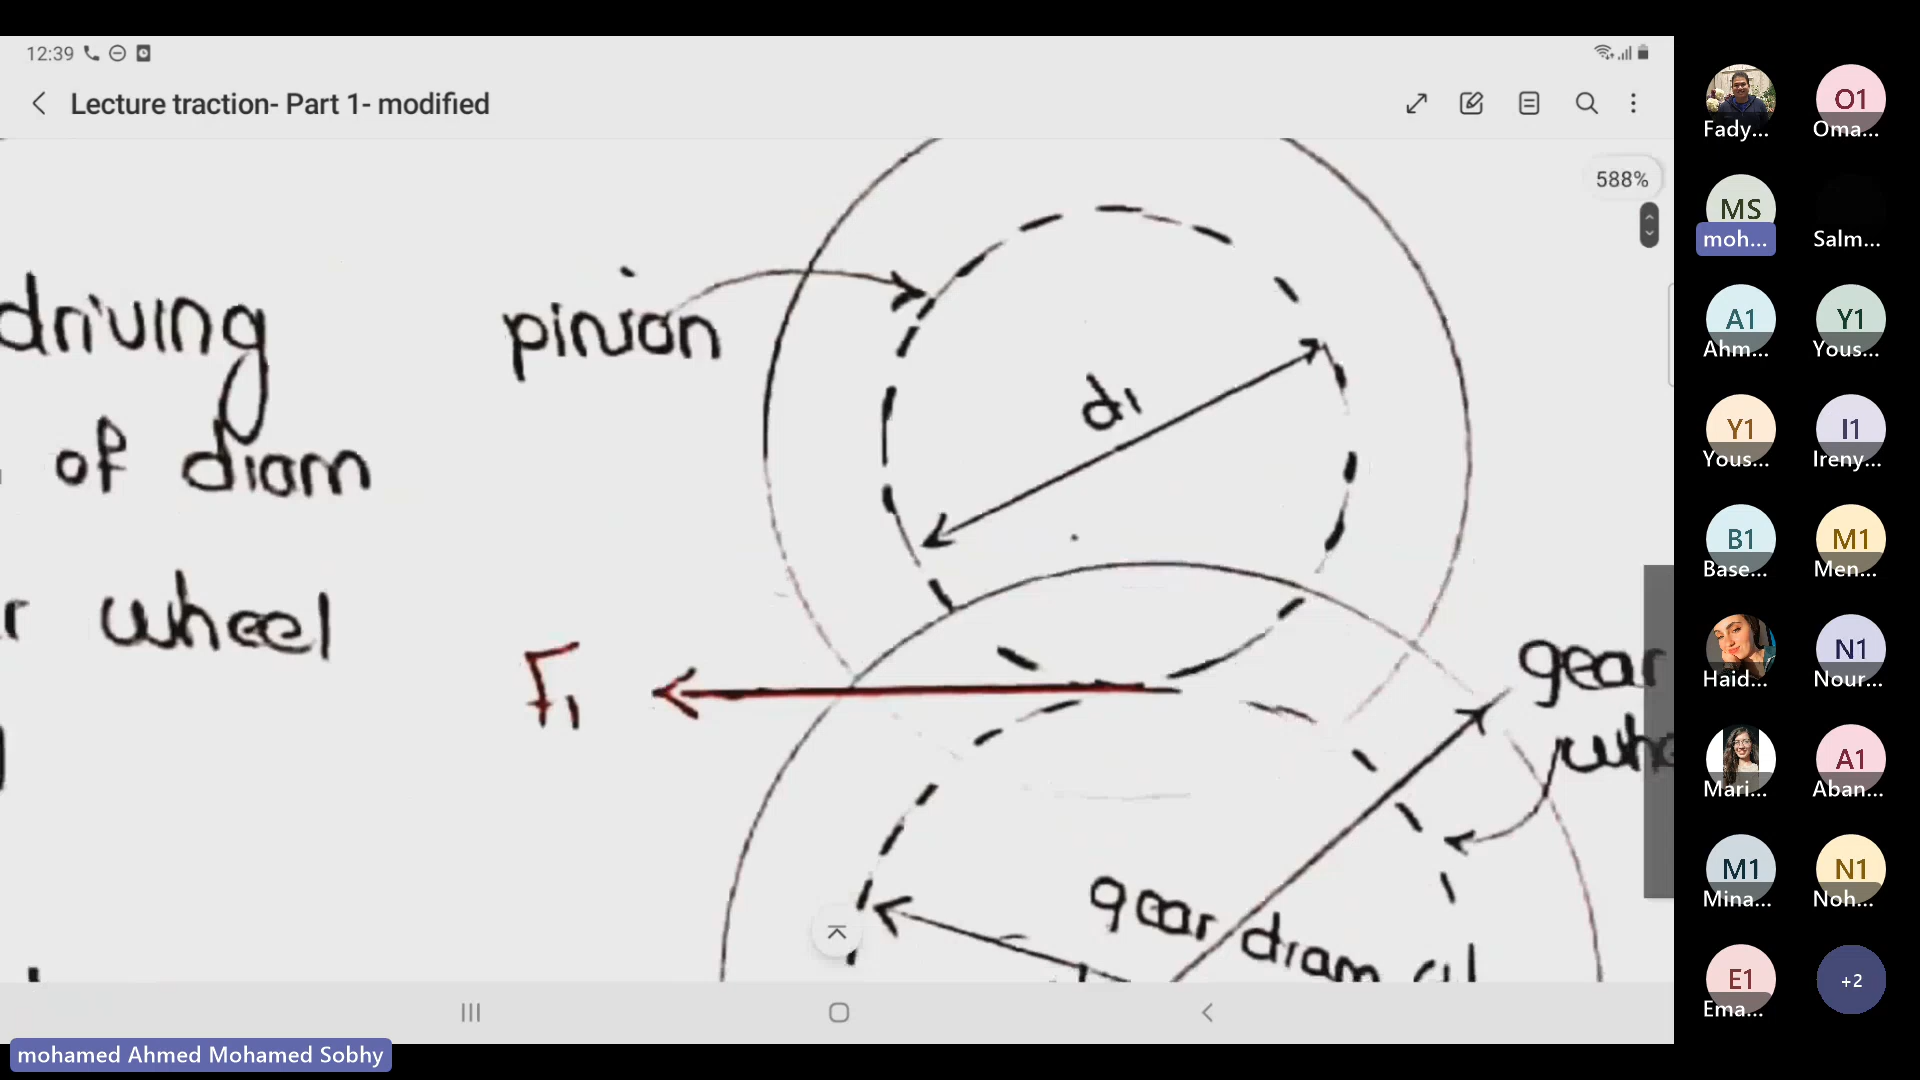 12:39
Lecture traction- Part 1- modified
588%
driving
pinion
d1
of diam
wheel
F1
gear
gear diam d
Fady...
O1
Oma...
MS
moh...
Salm...
A1
Ahm...
Y1
Yous...
Y1
Yous...
I1
Ireny...
B1
Base...
M1
Men...
Haid...
N1
Nour...
Mari...
A1
Aban...
M1
Mina...
N1
Noh...
E1
Ema...
+2
mohamed Ahmed Mohamed Sobhy